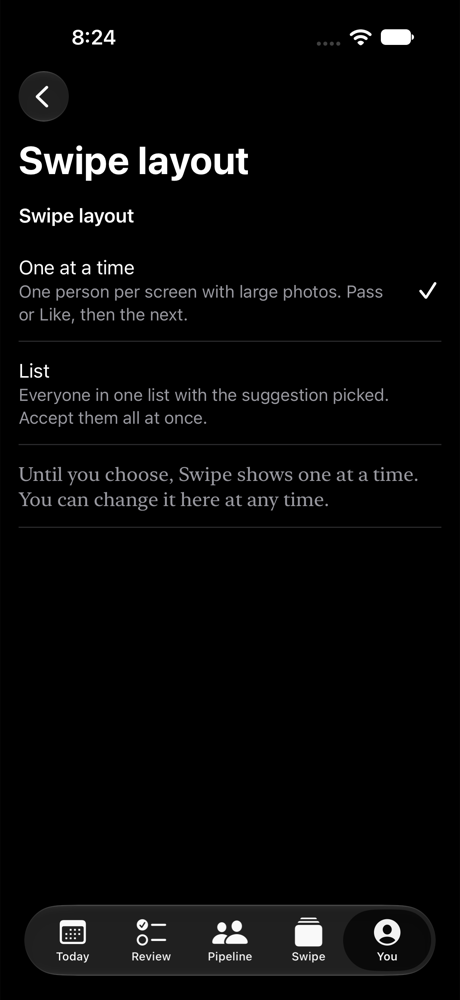 8:24
Swipe layout
Swipe layout
One at a time
One person per screen with large photos. Pass
or Like, then the next.
List
Everyone in one list with the suggestion picked.
Accept them all at once.
Until you choose, Swipe shows one at a time.
You can change it here at any time.
Today
Review
Pipeline
Swipe
You